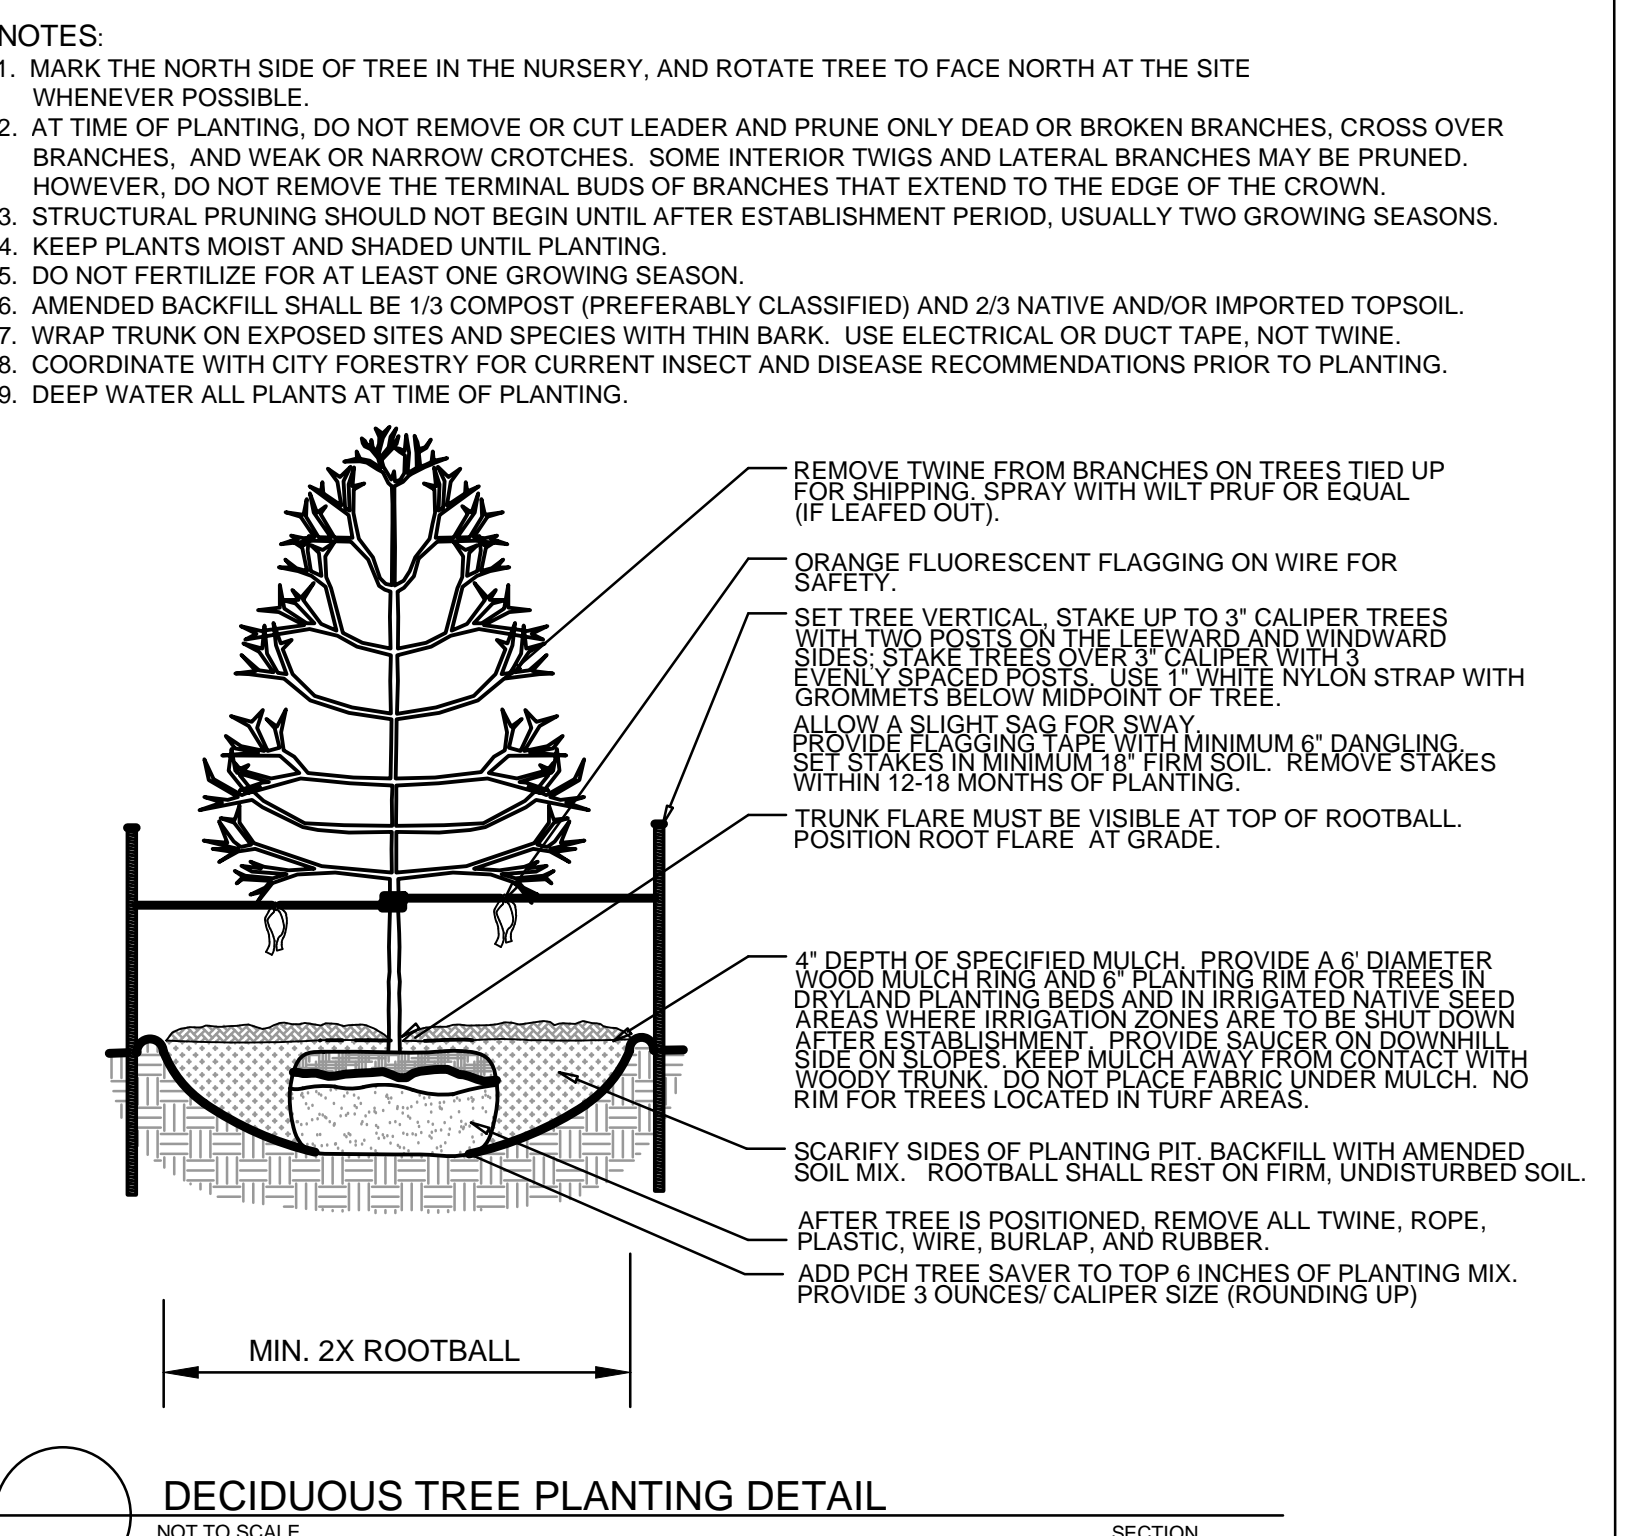 NOTES:
1. MARK THE NORTH SIDE OF TREE IN THE NURSERY, AND ROTATE TREE TO FACE NORTH AT THE SITE
WHENEVER POSSIBLE.
2. AT TIME OF PLANTING, DO NOT REMOVE OR CUT LEADER AND PRUNE ONLY DEAD OR BROKEN BRANCHES, CROSS OVER
BRANCHES, AND WEAK OR NARROW CROTCHES. SOME INTERIOR TWIGS AND LATERAL BRANCHES MAY BE PRUNED.
HOWEVER, DO NOT REMOVE THE TERMINAL BUDS OF BRANCHES THAT EXTEND TO THE EDGE OF THE CROWN.
3. STRUCTURAL PRUNING SHOULD NOT BEGIN UNTIL AFTER ESTABLISHMENT PERIOD, USUALLY TWO GROWING SEASONS.
4. KEEP PLANTS MOIST AND SHADED UNTIL PLANTING.
5. DO NOT FERTILIZE FOR AT LEAST ONE GROWING SEASON.
6. AMENDED BACKFILL SHALL BE 1/3 COMPOST (PREFERABLY CLASSIFIED) AND 2/3 NATIVE AND/OR IMPORTED TOPSOIL.
7. WRAP TRUNK ON EXPOSED SITES AND SPECIES WITH THIN BARK. USE ELECTRICAL OR DUCT TAPE, NOT TWINE.
8. COORDINATE WITH CITY FORESTRY FOR CURRENT INSECT AND DISEASE RECOMMENDATIONS PRIOR TO PLANTING.
9. DEEP WATER ALL PLANTS AT TIME OF PLANTING.
REMOVE TWINE FROM BRANCHES ON TREES TIED UP
FOR SHIPPING. SPRAY WITH WILT PRUF OR EQUAL
(IF LEAFED OUT).
ORANGE FLUORESCENT FLAGGING ON WIRE FOR
SAFETY.
SET TREE VERTICAL, STAKE UP TO 3" CALIPER TREES
WITH TWO POSTS ON THE LEEWARD AND WINDWARD
SIDES; STAKE TREES OVER 3" CALIPER WITH 3
EVENLY SPACED POSTS. USE 1" WHITE NYLON STRAP WITH
GROMMETS BELOW MIDPOINT OF TREE.
ALLOW A SLIGHT SAG FOR SWAY.
PROVIDE FLAGGING TAPE WITH MINIMUM 6" DANGLING.
SET STAKES IN MINIMUM 18" FIRM SOIL. REMOVE STAKES
WITHIN 12-18 MONTHS OF PLANTING.
TRUNK FLARE MUST BE VISIBLE AT TOP OF ROOTBALL.
POSITION ROOT FLARE AT GRADE.
4" DEPTH OF SPECIFIED MULCH. PROVIDE A 6' DIAMETER
WOOD MULCH RING AND 6" PLANTING RIM FOR TREES IN
DRYLAND PLANTING BEDS AND IN IRRIGATED NATIVE SEED
AREAS WHERE IRRIGATION ZONES ARE TO BE SHUT DOWN
AFTER ESTABLISHMENT. PROVIDE SAUCER ON DOWNHILL
SIDE ON SLOPES. KEEP MULCH AWAY FROM CONTACT WITH
WOODY TRUNK. DO NOT PLACE FABRIC UNDER MULCH. NO
RIM FOR TREES LOCATED IN TURF AREAS.
SCARIFY SIDES OF PLANTING PIT. BACKFILL WITH AMENDED
SOIL MIX. ROOTBALL SHALL REST ON FIRM, UNDISTURBED SOIL.
AFTER TREE IS POSITIONED, REMOVE ALL TWINE, ROPE,
PLASTIC, WIRE, BURLAP, AND RUBBER.
ADD PCH TREE SAVER TO TOP 6 INCHES OF PLANTING MIX.
PROVIDE 3 OUNCES/ CALIPER SIZE (ROUNDING UP)
MIN. 2X ROOTBALL
DECIDUOUS TREE PLANTING DETAIL
NOT TO SCALE
SECTION